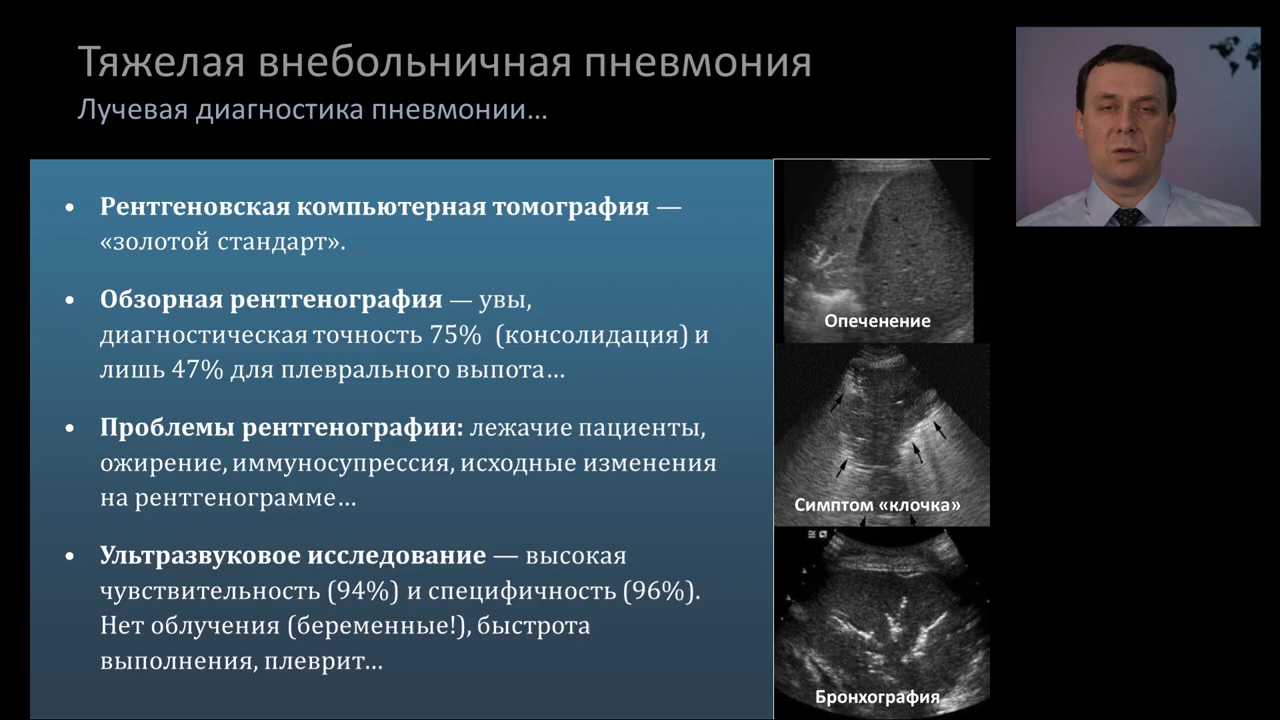 Тяжелая внебольничная пневмония
Лучевая диагностика пневмонии…
• Рентгеновская компьютерная томография —
«золотой стандарт».
• Обзорная рентгенография — увы,
диагностическая точность 75% (консолидация) и
лишь 47% для плеврального выпота…
• Проблемы рентгенографии: лежачие пациенты,
ожирение, иммуносупрессия, исходные изменения
на рентгенограмме…
• Ультразвуковое исследование — высокая
чувствительность (94%) и специфичность (96%).
Нет облучения (беременные!), быстрота
выполнения, плеврит…
Опеченение
Симптом «клочка»
Бронхография